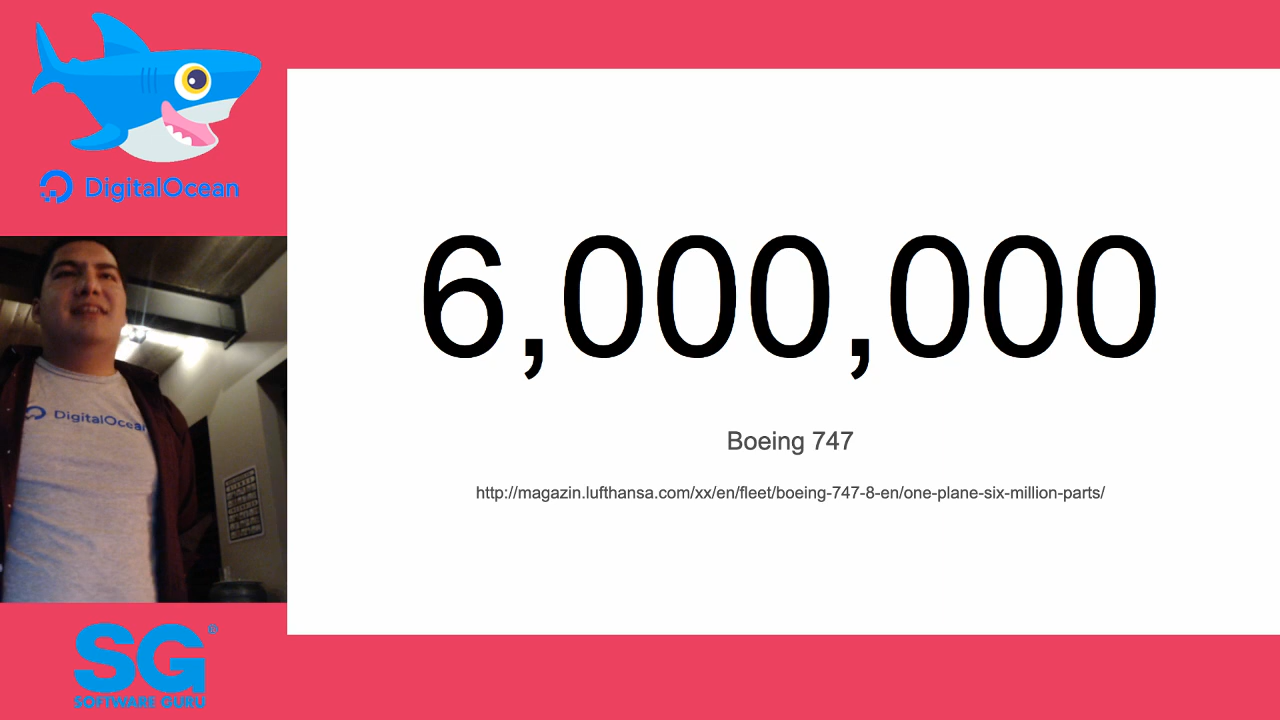 DigitalOcean
DigitalOcean
6,000,000
Boeing 747
http://magazin.lufthansa.com/xx/en/fleet/boeing-747-8-en/one-plane-six-million-parts/
SG®
SOFTWARE GURU